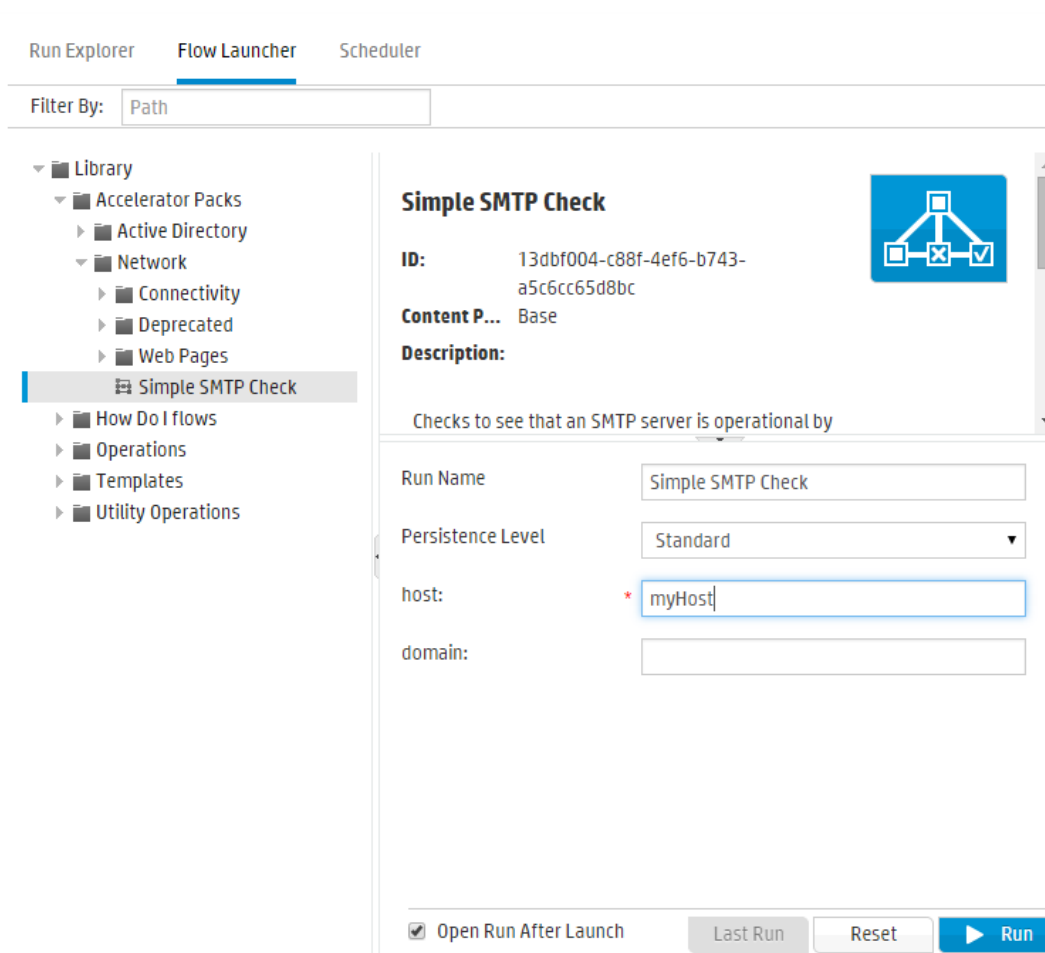 Run Explorer Flow Launcher Scheduler
Filter By: Path
Library
Accelerator Packs
Active Directory
Network
Connectivity
Deprecated
Web Pages
Simple SMTP Check
How Do I flows
Operations
Templates
Utility Operations
Simple SMTP Check
ID: 13dbf004-c88f-4ef6-b743-
a5c6cc65d8bc
Content P... Base
Description:
Checks to see that an SMTP server is operational by
Run Name Simple SMTP Check
Persistence Level Standard
host: * myHost
domain:
Open Run After Launch Last Run Reset Run